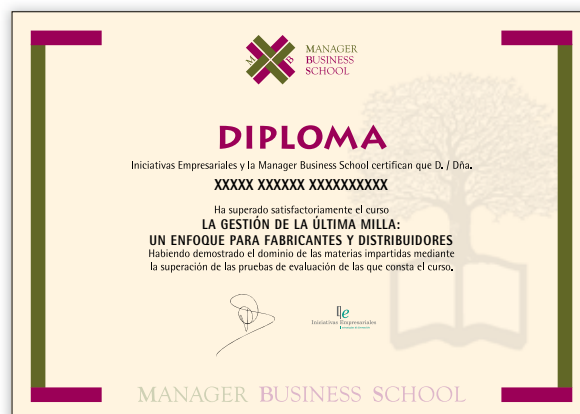 M B
MANAGER
BUSINESS
SCHOOL
DIPLOMA
Iniciativas Empresariales y la Manager Business School certifican que D. / Dña.
XXXXX XXXXXX XXXXXXXXXX
Ha superado satisfactoriamente el curso
LA GESTIÓN DE LA ÚLTIMA MILLA:
UN ENFOQUE PARA FABRICANTES Y DISTRIBUIDORES
Habiendo demostrado el dominio de las materias impartidas mediante
la superación de las pruebas de evaluación de las que consta el curso.
Iniciativas Empresariales
MANAGER BUSINESS SCHOOL